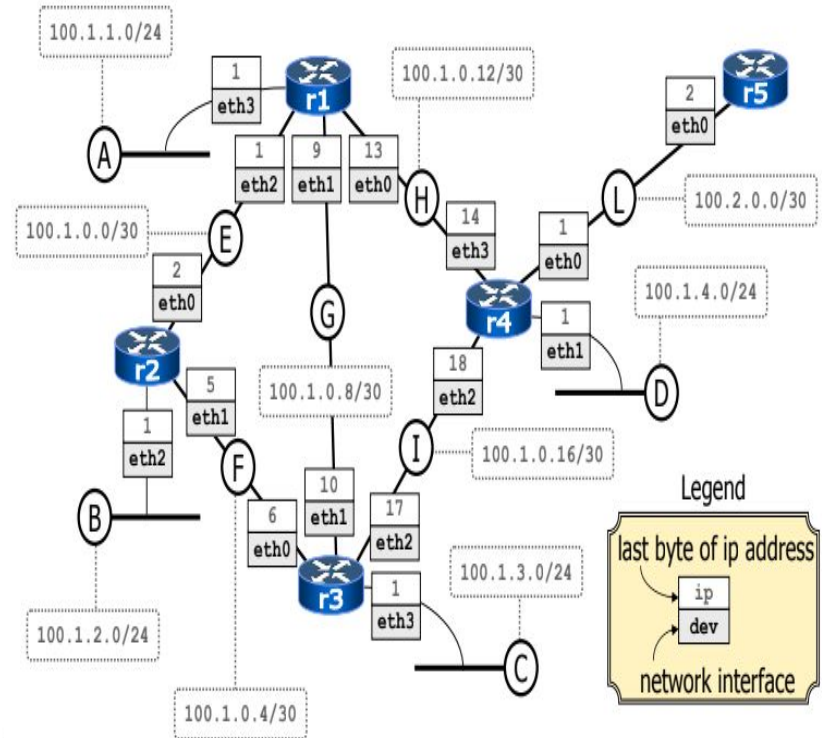 100.1.1.0/24
1
eth3
r1
100.1.0.12/30
2
eth0
r5
A
1
eth2
9
eth1
13
eth0
H
L
100.2.0.0/30
100.1.0.0/30
E
14
eth3
1
eth0
2
eth0
G
r4
1
eth1
100.1.4.0/24
r2
5
eth1
100.1.0.8/30
18
eth2
D
1
eth2
F
I
100.1.0.16/30
B
6
eth0
10
eth1
17
eth2
r3
1
eth3
100.1.3.0/24
C
100.1.2.0/24
100.1.0.4/30
Legend
last byte of ip address
ip
dev
network interface